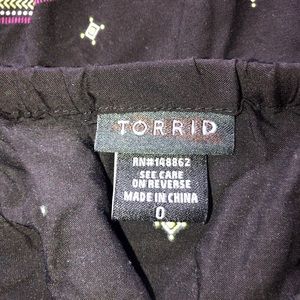 TORRID
RN#148862
SEE CARE
ON REVERSE
MADE IN CHINA
0